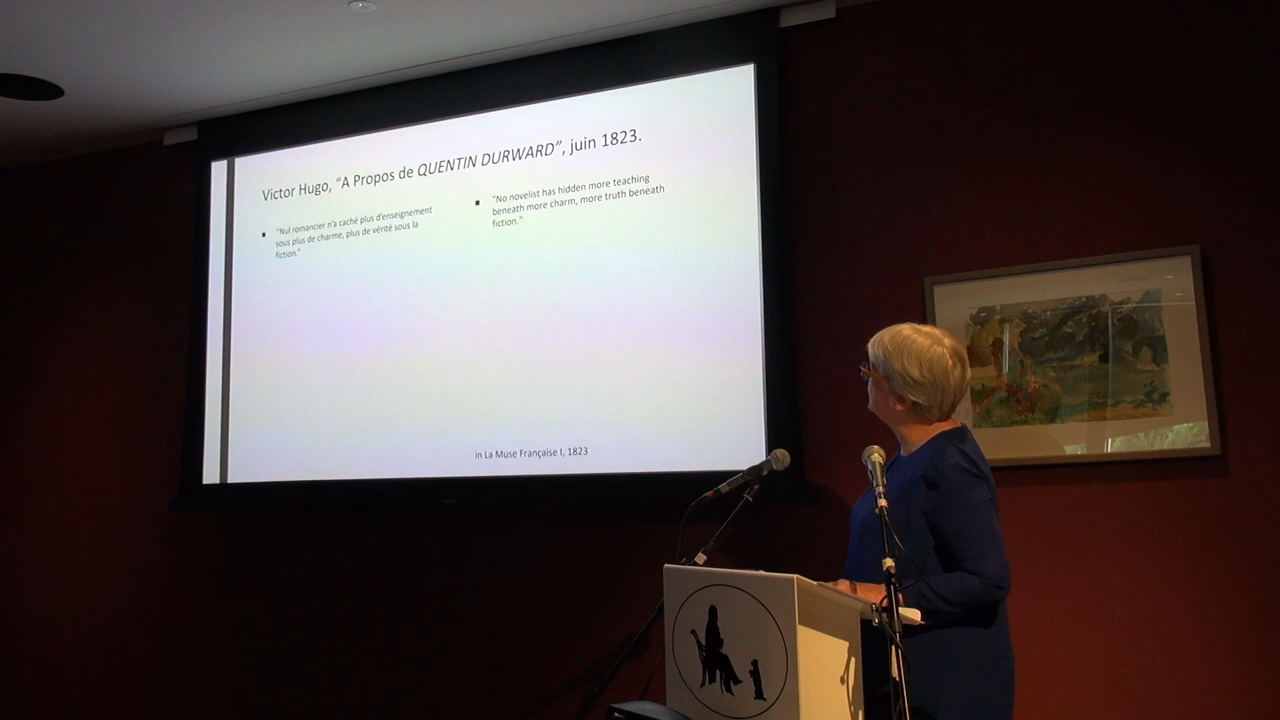 Victor Hugo, “A Propos de QUENTIN DURWARD”, juin 1823.
“Nul romancier n’a caché plus d’enseignement
sous plus de charme, plus de vérité sous la
fiction.”
“No novelist has hidden more teaching
beneath more charm, more truth beneath
fiction.”
in La Muse Française I, 1823